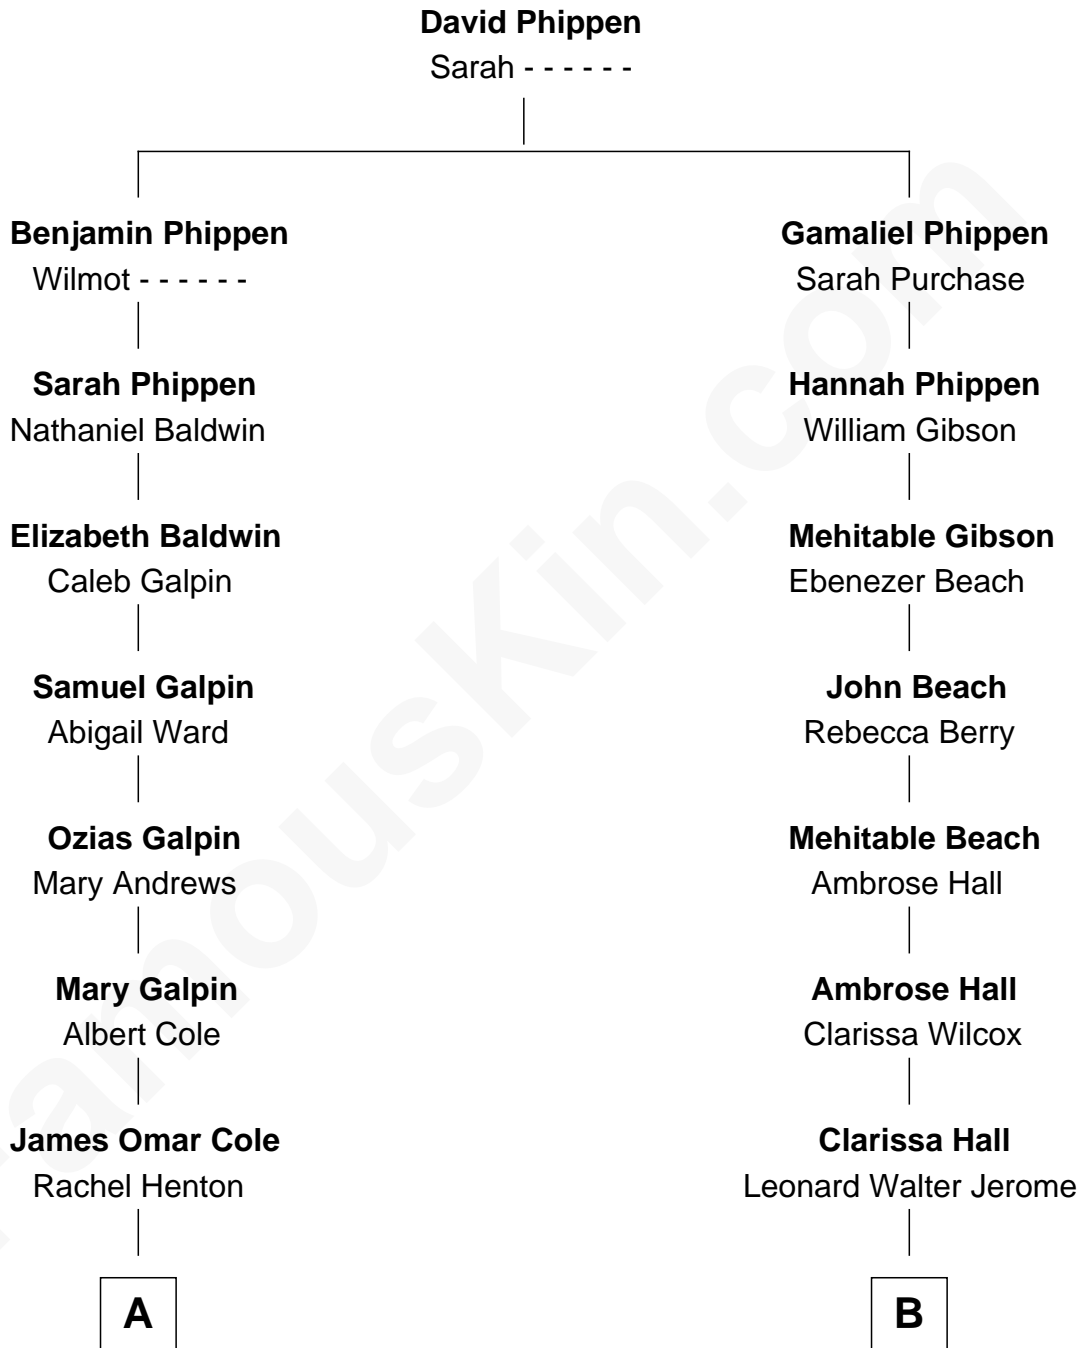 David Phippen
Sarah - - - - - -
Benjamin Phippen
Wilmot - - - - - -
Gamaliel Phippen
Sarah Purchase
Sarah Phippen
Nathaniel Baldwin
Hannah Phippen
William Gibson
Elizabeth Baldwin
Caleb Galpin
Mehitable Gibson
Ebenezer Beach
Samuel Galpin
Abigail Ward
John Beach
Rebecca Berry
Ozias Galpin
Mary Andrews
Mehitable Beach
Ambrose Hall
Mary Galpin
Albert Cole
Ambrose Hall
Clarissa Wilcox
James Omar Cole
Rachel Henton
Clarissa Hall
Leonard Walter Jerome
A
B
FamousKin.com